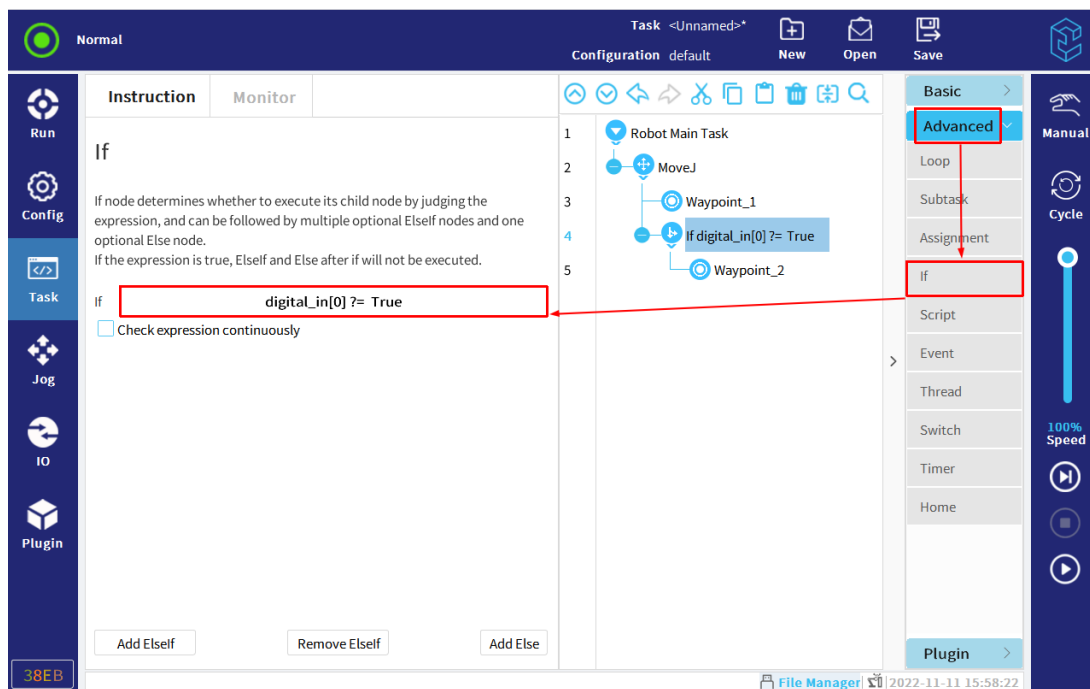 Normal
Task <Unnamed>*
Configuration default
New
Open
Save
Run
Config
Task
Jog
IO
Plugin
38EB
Instruction
Monitor
If
If node determines whether to execute its child node by judging the
expression, and can be followed by multiple optional ElseIf nodes and one
optional Else node.
If the expression is true, ElseIf and Else after if will not be executed.
If
digital_in[0] ?= True
Check expression continuously
Add ElseIf
Remove ElseIf
Add Else
1
Robot Main Task
2
MoveJ
3
Waypoint_1
4
If digital_in[0] ?= True
5
Waypoint_2
Basic
Advanced
Loop
Subtask
Assignment
If
Script
Event
Thread
Switch
Timer
Home
Plugin
Manual
Cycle
100%
Speed
File Manager
2022-11-11 15:58:22